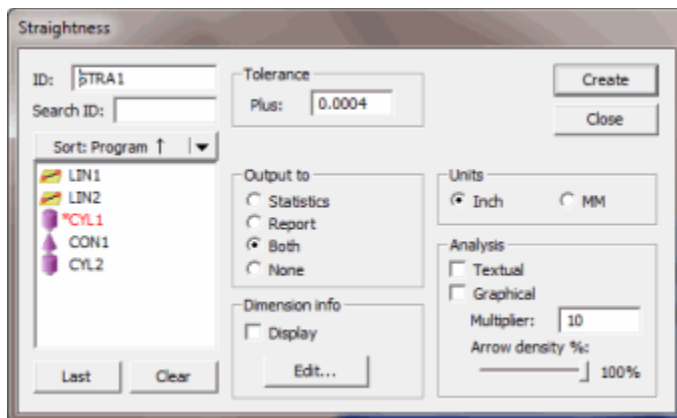 Straightness
ID: STRA1
Search ID:
Sort: Program ↑
LIN1
LIN2
*CYL1
CON1
CYL2
Last
Clear
Tolerance
Plus: 0.0004
Output to
Statistics
Report
Both
None
Dimension info
Display
Edit...
Create
Close
Units
Inch
MM
Analysis
Textual
Graphical
Multiplier: 10
Arrow density %:
100%